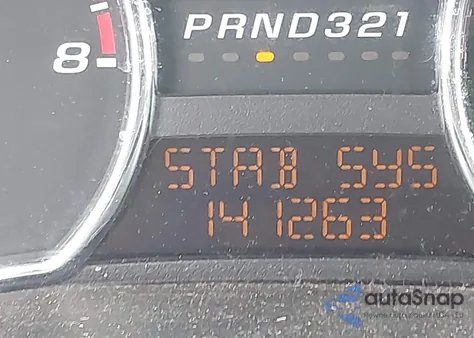 PRND321
8
STAB SYS
141263
autoSnap